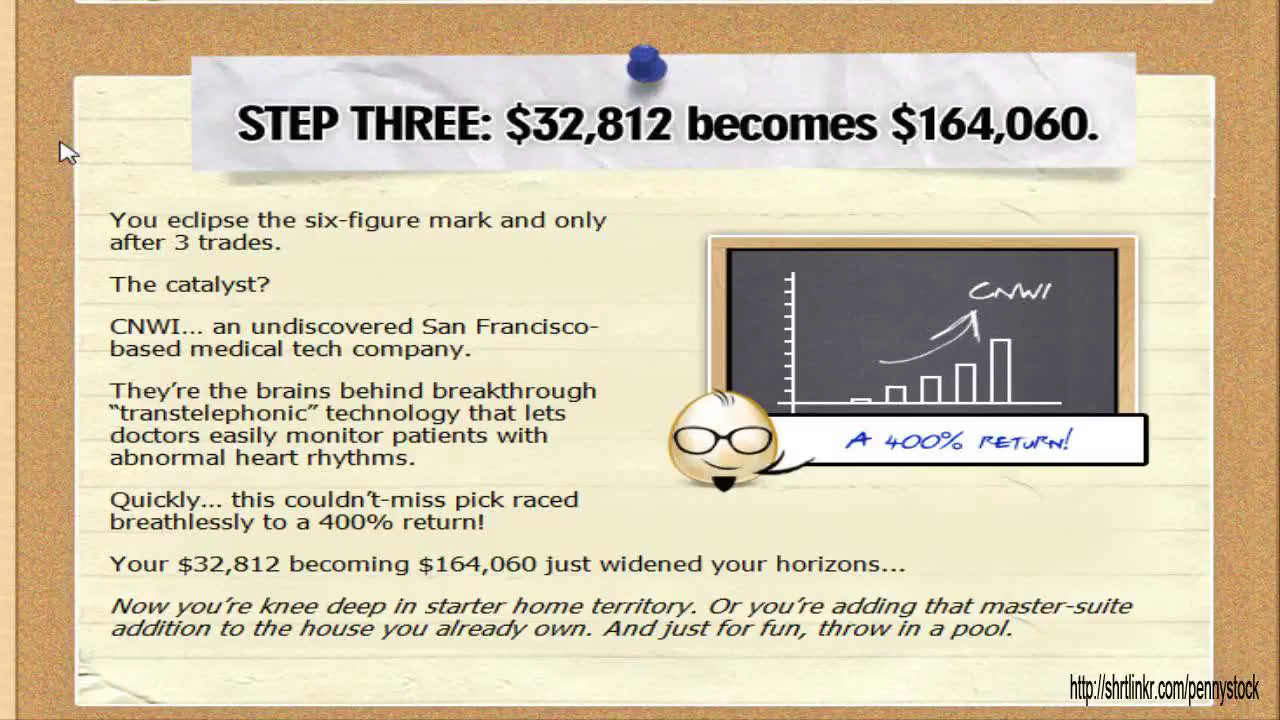 STEP THREE: $32,812 becomes $164,060.
You eclipse the six-figure mark and only
after 3 trades.
The catalyst?
CNWI... an undiscovered San Francisco-
based medical tech company.
They're the brains behind breakthrough
“transtelephonic” technology that lets
doctors easily monitor patients with
abnormal heart rhythms.
Quickly... this couldn't-miss pick raced
breathlessly to a 400% return!
CNWI
A 400% RETURN!
Your $32,812 becoming $164,060 just widened your horizons...
Now you're knee deep in starter home territory. Or you're adding that master-suite
addition to the house you already own. And just for fun, throw in a pool.
http://shrtlinkr.com/pennystock